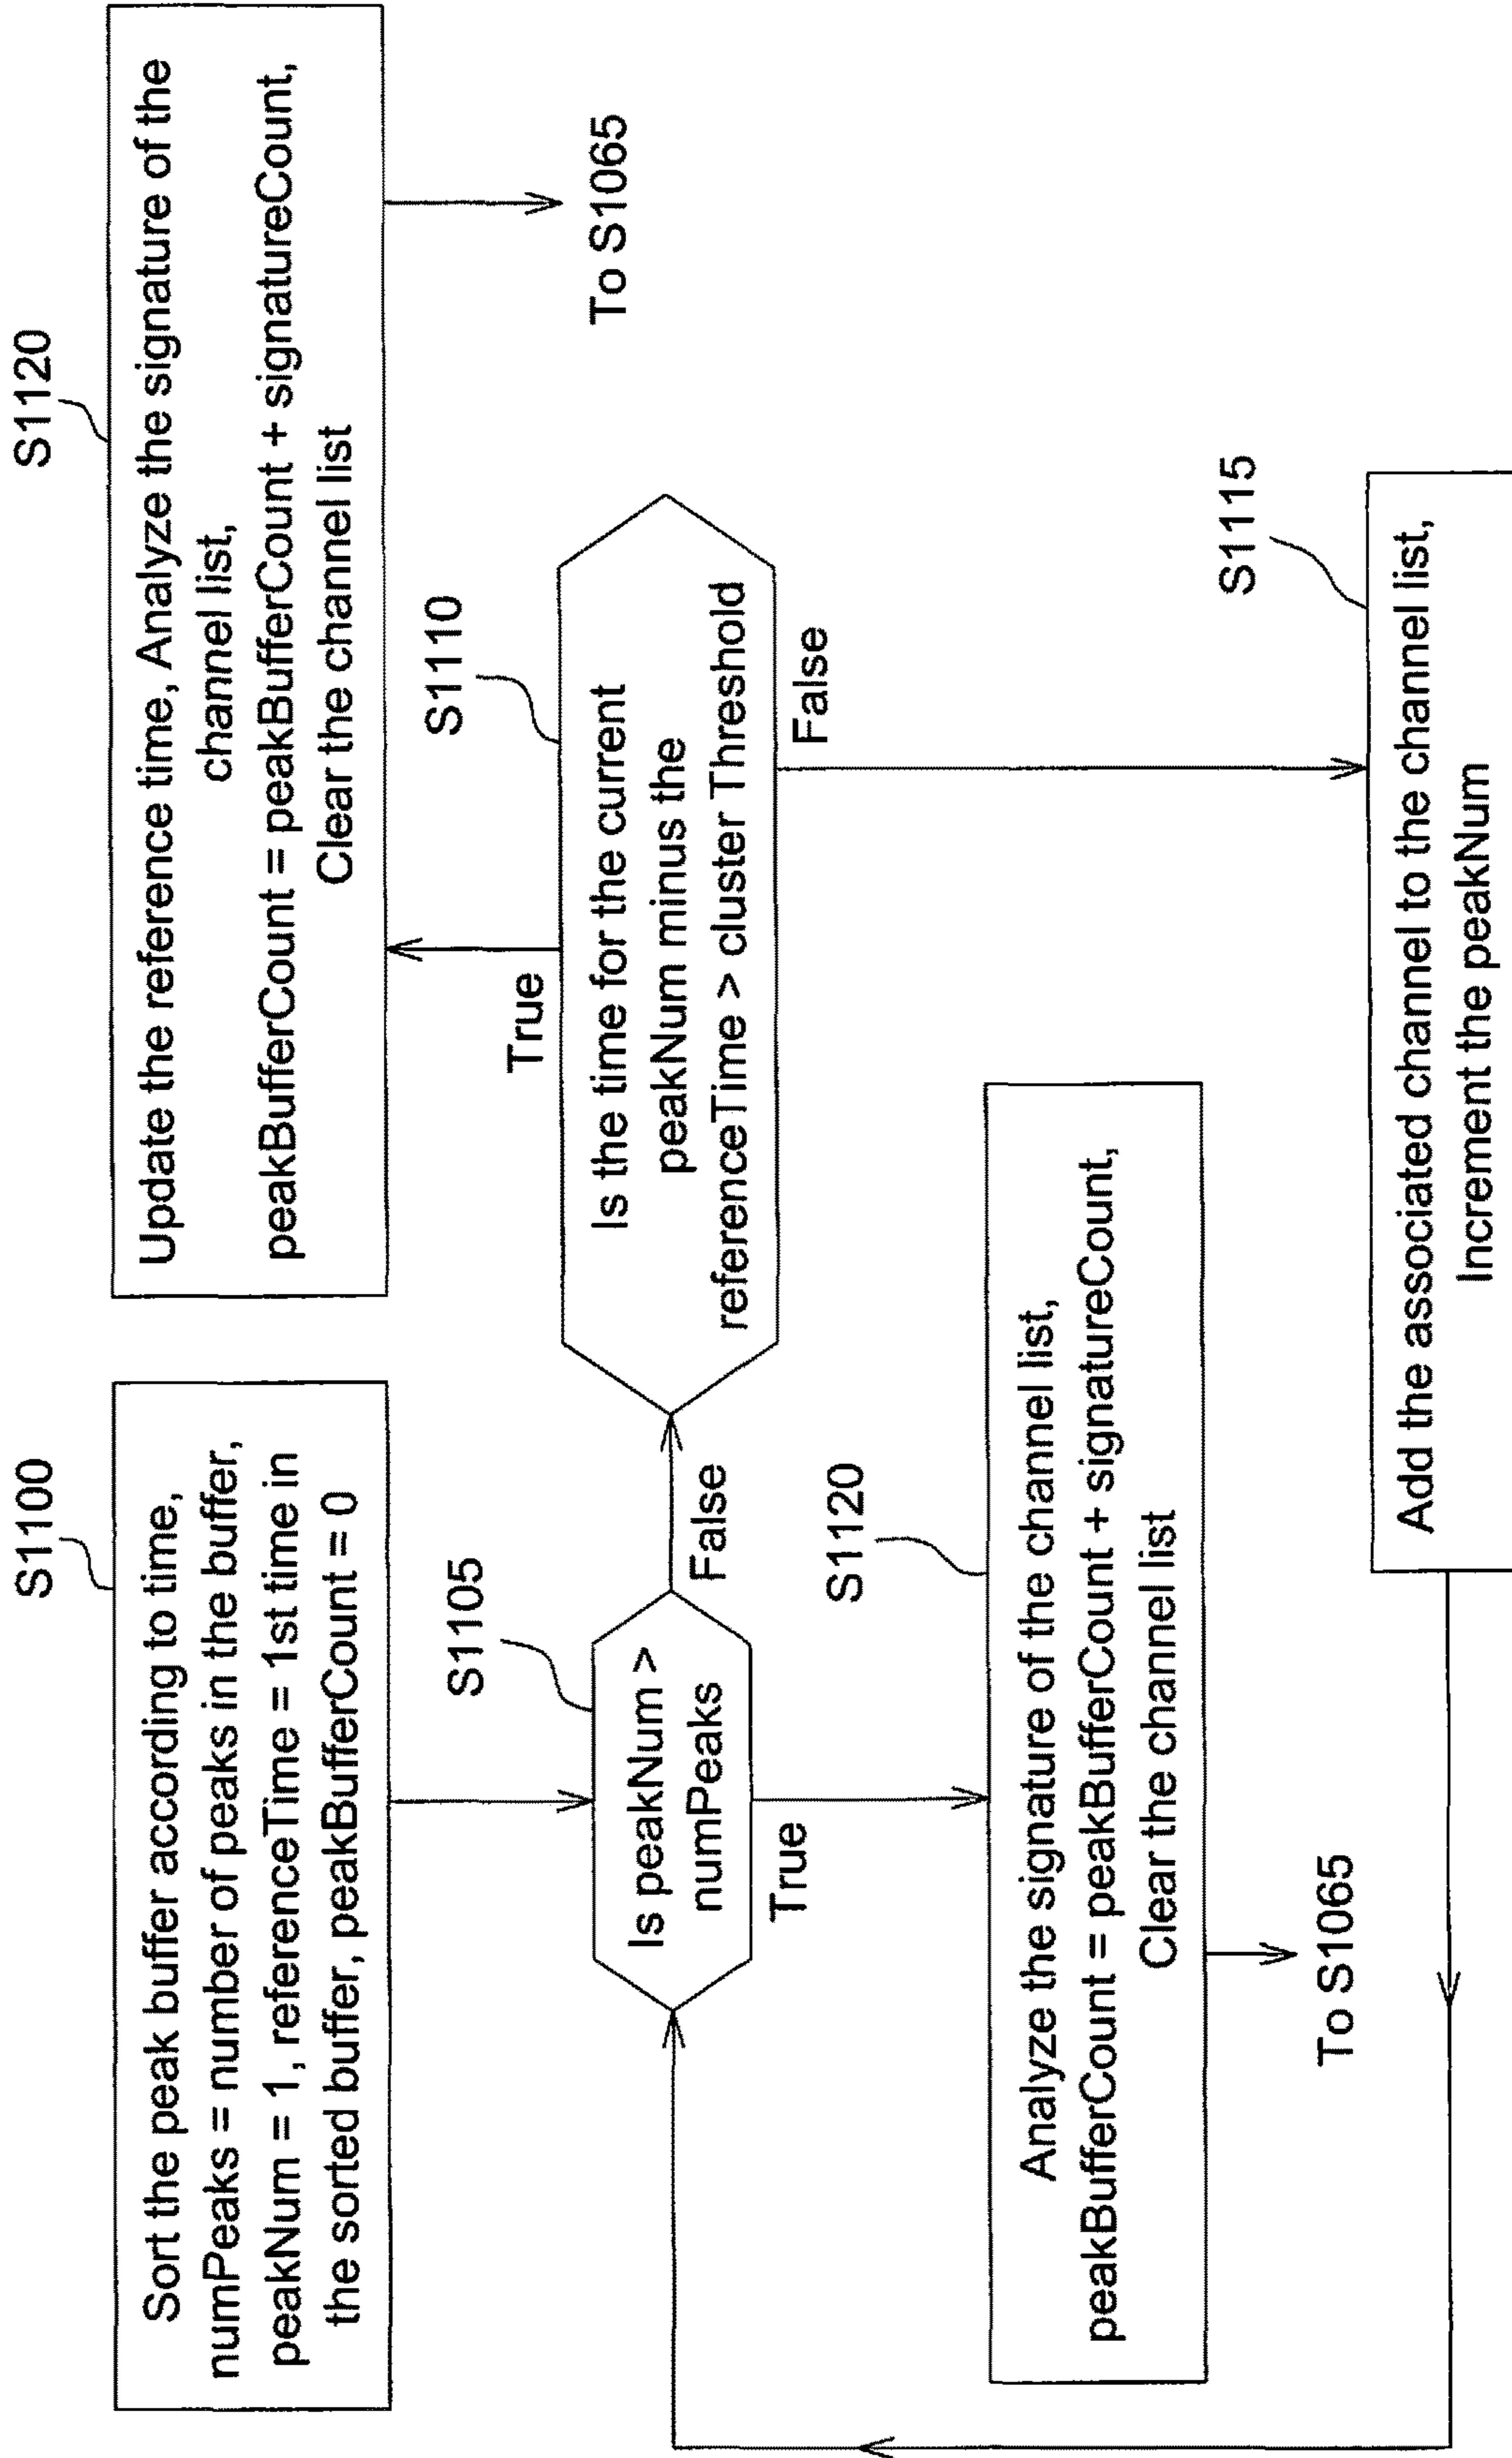 S1100
Sort the peak buffer according to time,
numPeaks = number of peaks in the buffer,
peakNum = 1, referenceTime = 1st time in
the sorted buffer, peakBufferCount = 0
S1120
Update the reference time, Analyze the signature of the
channel list,
peakBufferCount = peakBufferCount + signatureCount,
Clear the channel list
To S1065
S1105
Is peakNum >
numPeaks
False
True
S1110
Is the time for the current
peakNum minus the
referenceTime > cluster Threshold
True
False
S1120
Analyze the signature of the channel list,
peakBufferCount = peakBufferCount + signatureCount,
Clear the channel list
To S1065
S1115
Add the associated channel to the channel list,
Increment the peakNum